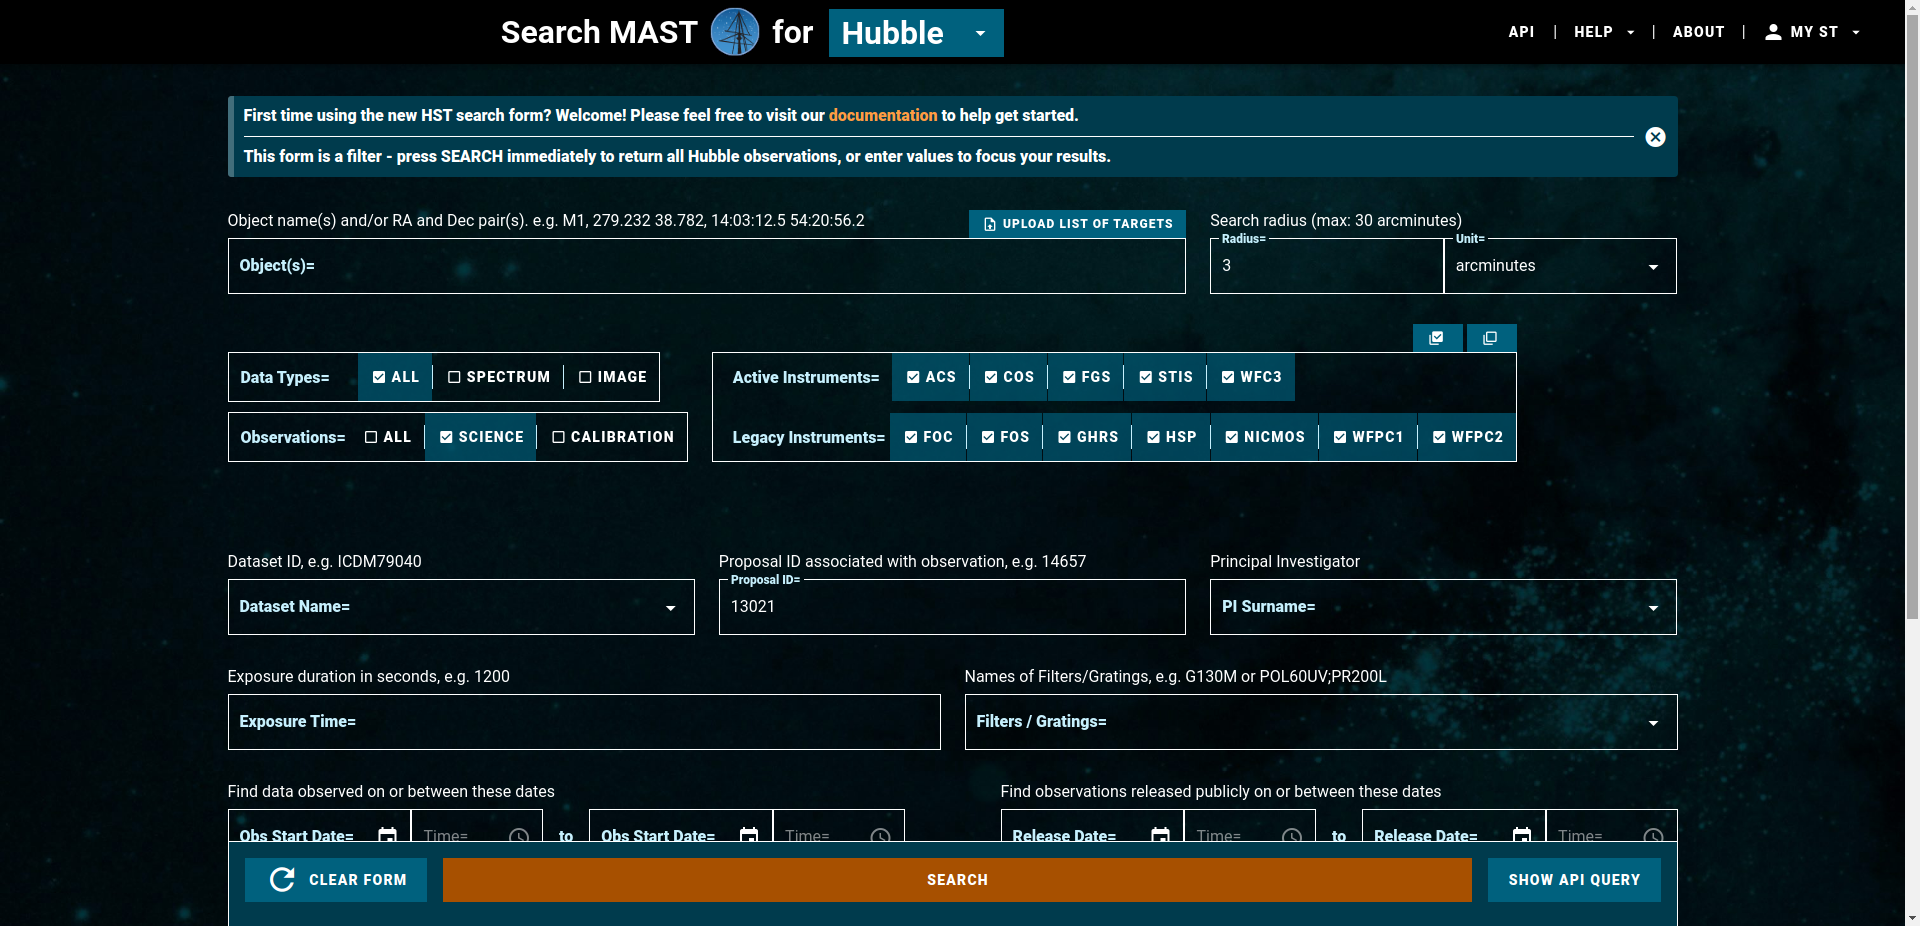 Search MAST for Hubble
API | HELP | ABOUT | MY ST
First time using the new HST search form? Welcome! Please feel free to visit our documentation to help get started.
This form is a filter - press SEARCH immediately to return all Hubble observations, or enter values to focus your results.
Object name(s) and/or RA and Dec pair(s). e.g. M1, 279.232 38.782, 14:03:12.5 54:20:56.2
UPLOAD LIST OF TARGETS
Search radius (max: 30 arcminutes)
Object(s)=
Radius=
3
Unit=
arcminutes
Data Types= ALL SPECTRUM IMAGE
Observations= ALL SCIENCE CALIBRATION
Active Instruments= ACS COS FGS STIS WFC3
Legacy Instruments= FOC FOS GHRS HSP NICMOS WFPC1 WFPC2
Dataset ID, e.g. ICDM79040
Dataset Name=
Proposal ID associated with observation, e.g. 14657
Proposal ID=
13021
Principal Investigator
PI Surname=
Exposure duration in seconds, e.g. 1200
Exposure Time=
Names of Filters/Gratings, e.g. G130M or POL60UV;PR200L
Filters / Gratings=
Find data observed on or between these dates
Obs Start Date= Time= to Obs Start Date= Time=
Find observations released publicly on or between these dates
Release Date= Time= to Release Date= Time=
CLEAR FORM
SEARCH
SHOW API QUERY